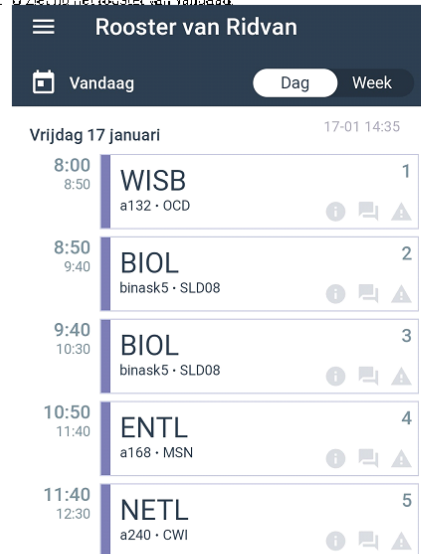 Rooster van Ridvan
Vandaag
Dag
Week
Vrijdag 17 januari
17-01 14:35
8:00
8:50
WISB
a132 • OCD
1
8:50
9:40
BIOL
binask5 • SLD08
2
9:40
10:30
BIOL
binask5 • SLD08
3
10:50
11:40
ENTL
a168 • MSN
4
11:40
12:30
NETL
a240 • CWI
5